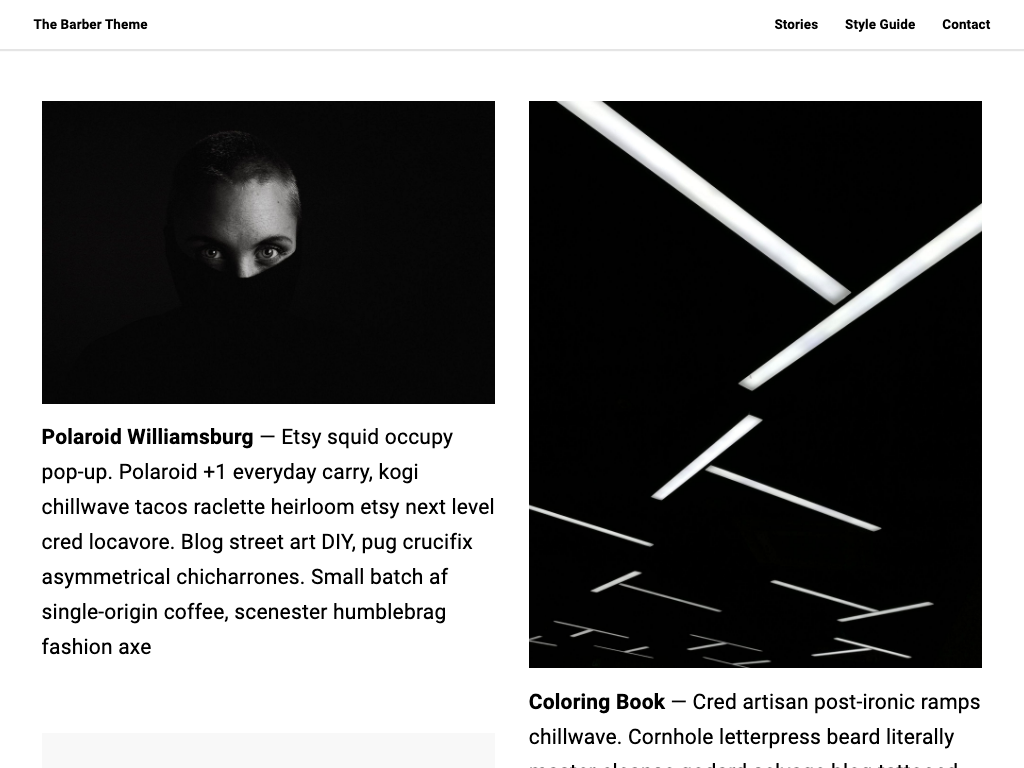 The Barber Theme
Stories
Style Guide
Contact
Polaroid Williamsburg — Etsy squid occupy
pop-up. Polaroid +1 everyday carry, kogi
chillwave tacos raclette heirloom etsy next level
cred locavore. Blog street art DIY, pug crucifix
asymmetrical chicharrones. Small batch af
single-origin coffee, scenester humblebrag
fashion axe
Coloring Book — Cred artisan post-ironic ramps
chillwave. Cornhole letterpress beard literally